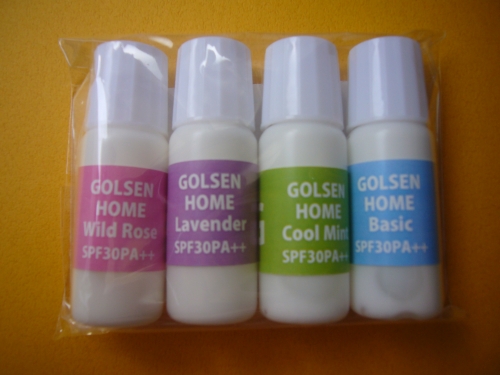 GOLSEN
HOME
Wild Rose
SPF30PA++
GOLSEN
HOME
Lavender
SPF30PA++
GOLSEN
HOME
Cool Mint
SPF30PA++
GOLSEN
HOME
Basic
SPF30PA++